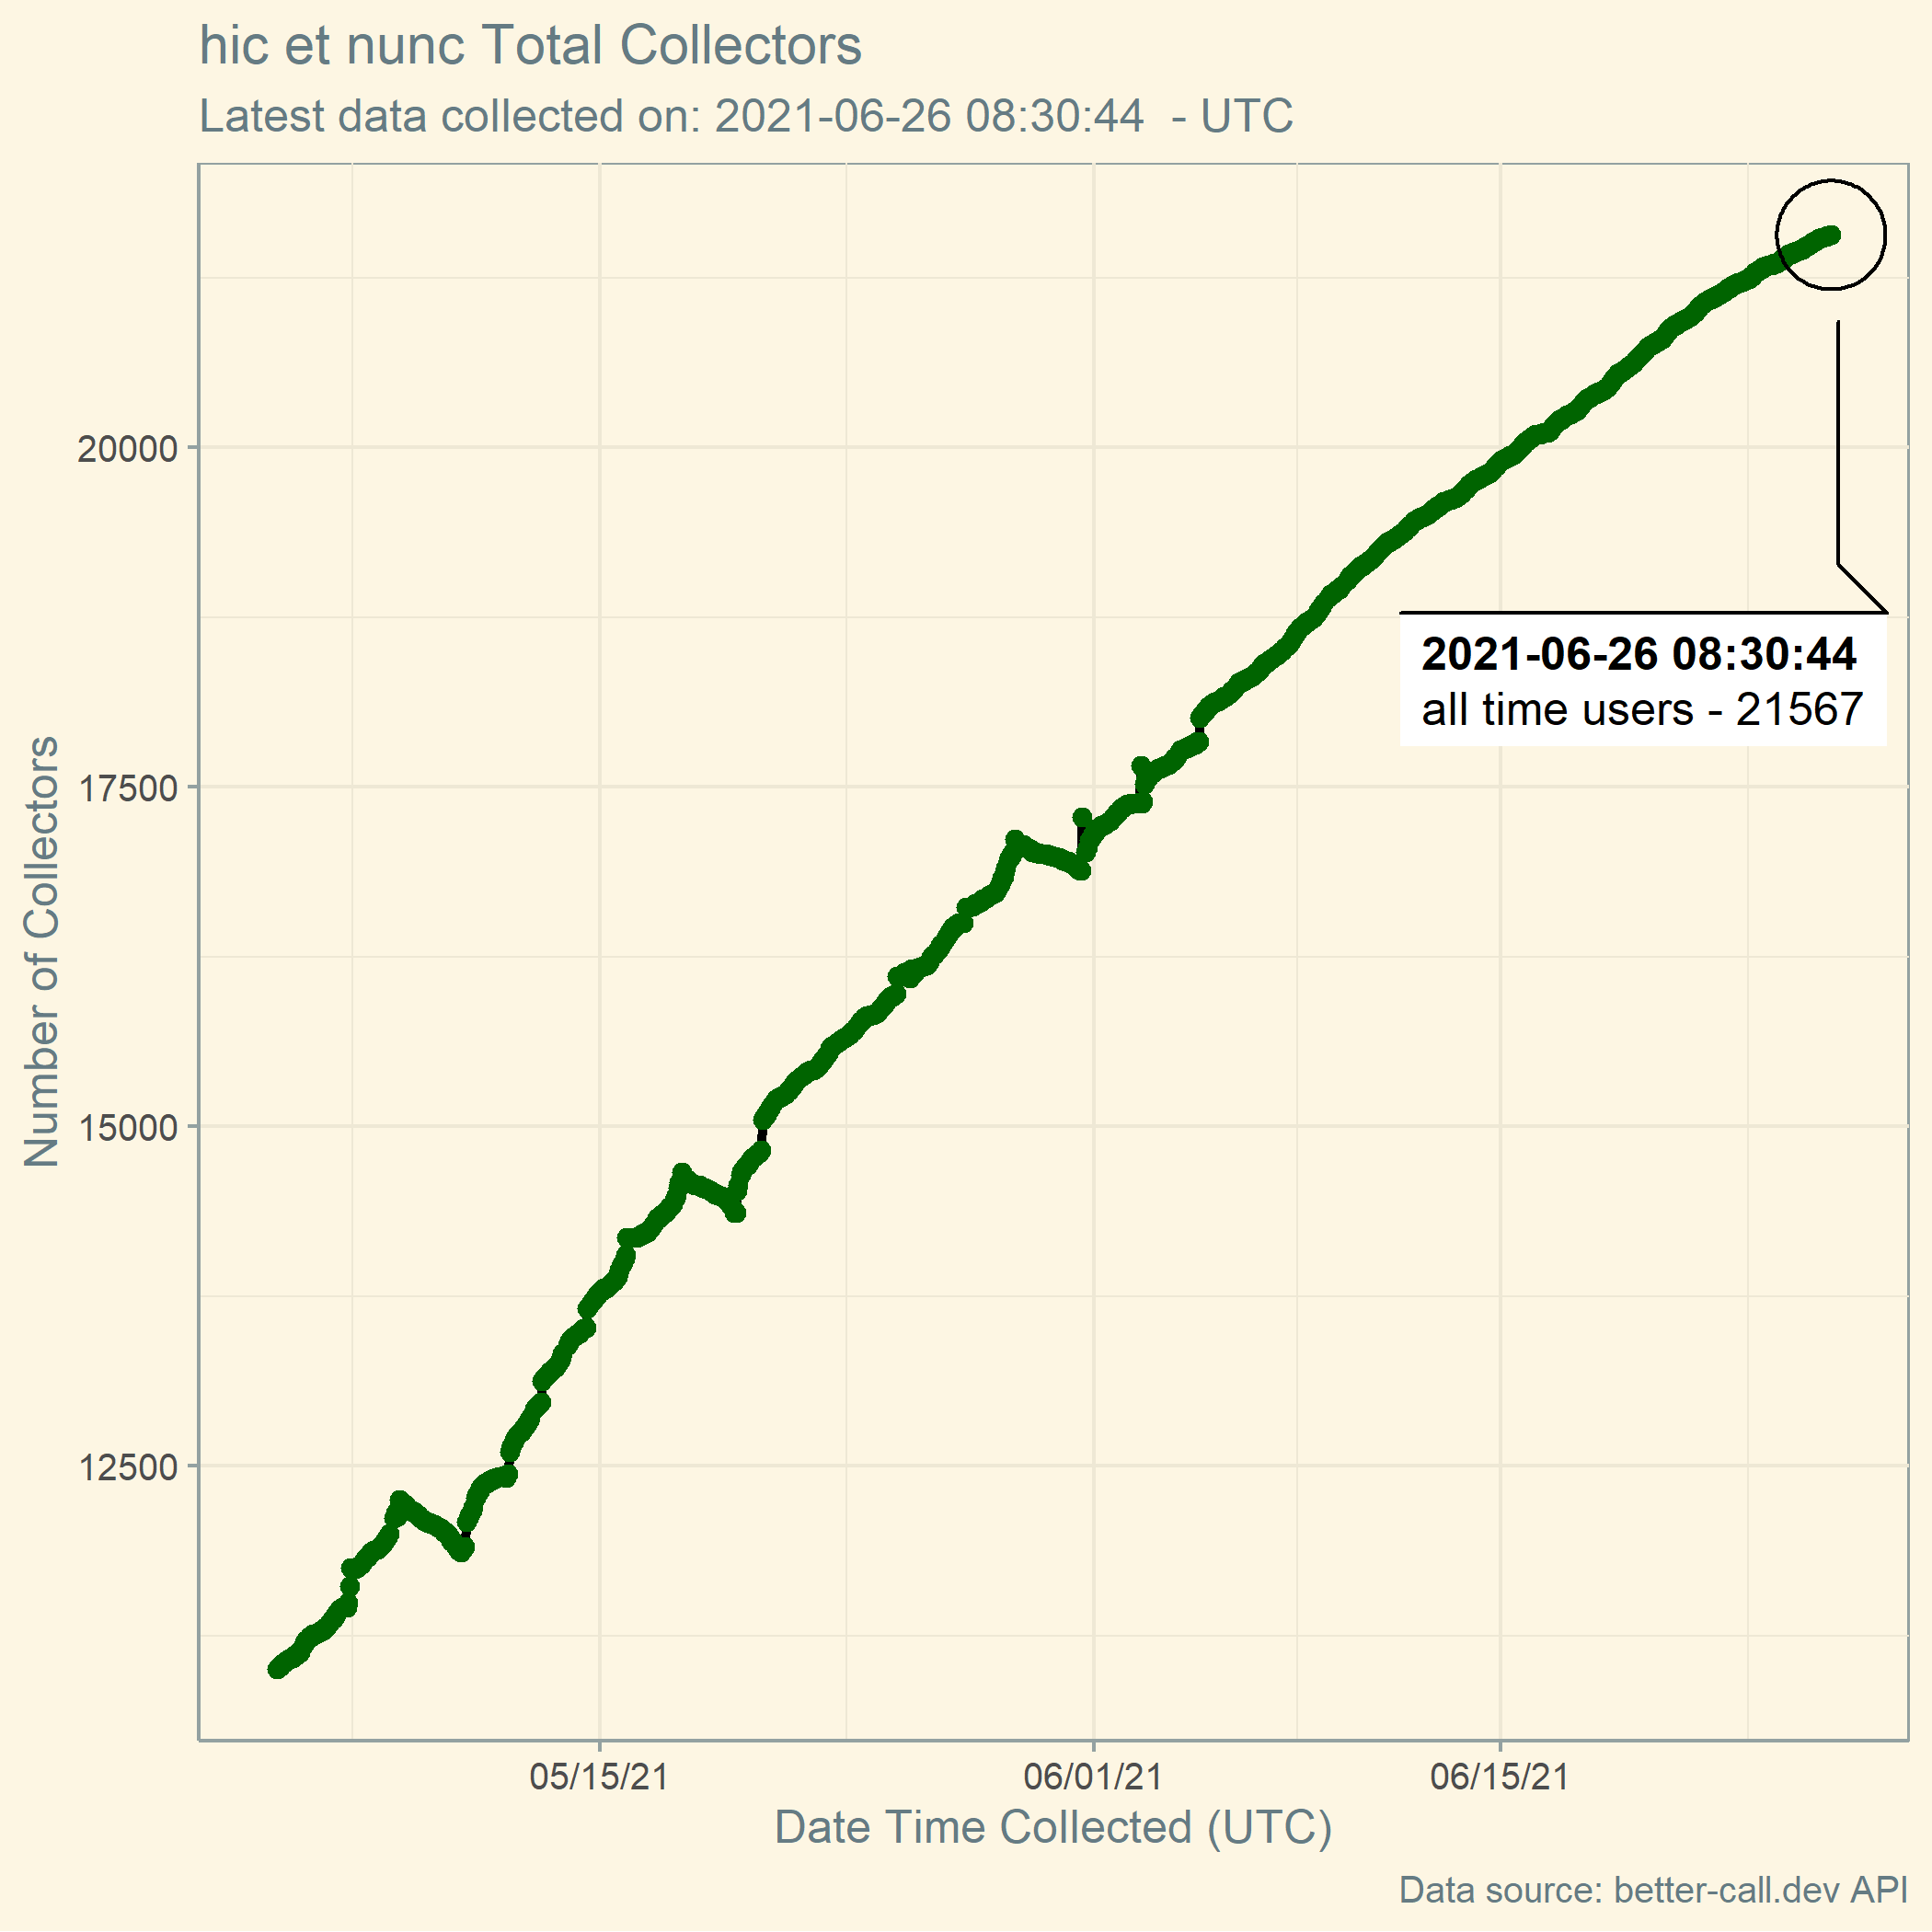 hic et nunc Total Collectors
Latest data collected on: 2021-06-26 08:30:44  - UTC
20000
17500
15000
12500
Number of Collectors
2021-06-26 08:30:44
all time users - 21567
05/15/21
06/01/21
06/15/21
Date Time Collected (UTC)
Data source: better-call.dev API